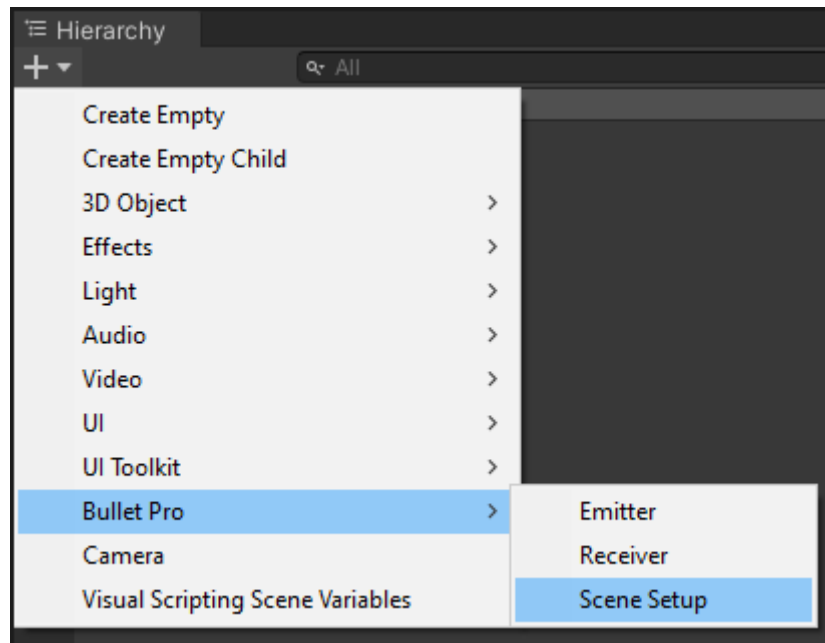 Hierarchy
All
Create Empty
Create Empty Child
3D Object
Effects
Light
Audio
Video
UI
UI Toolkit
Bullet Pro
Camera
Visual Scripting Scene Variables
Emitter
Receiver
Scene Setup